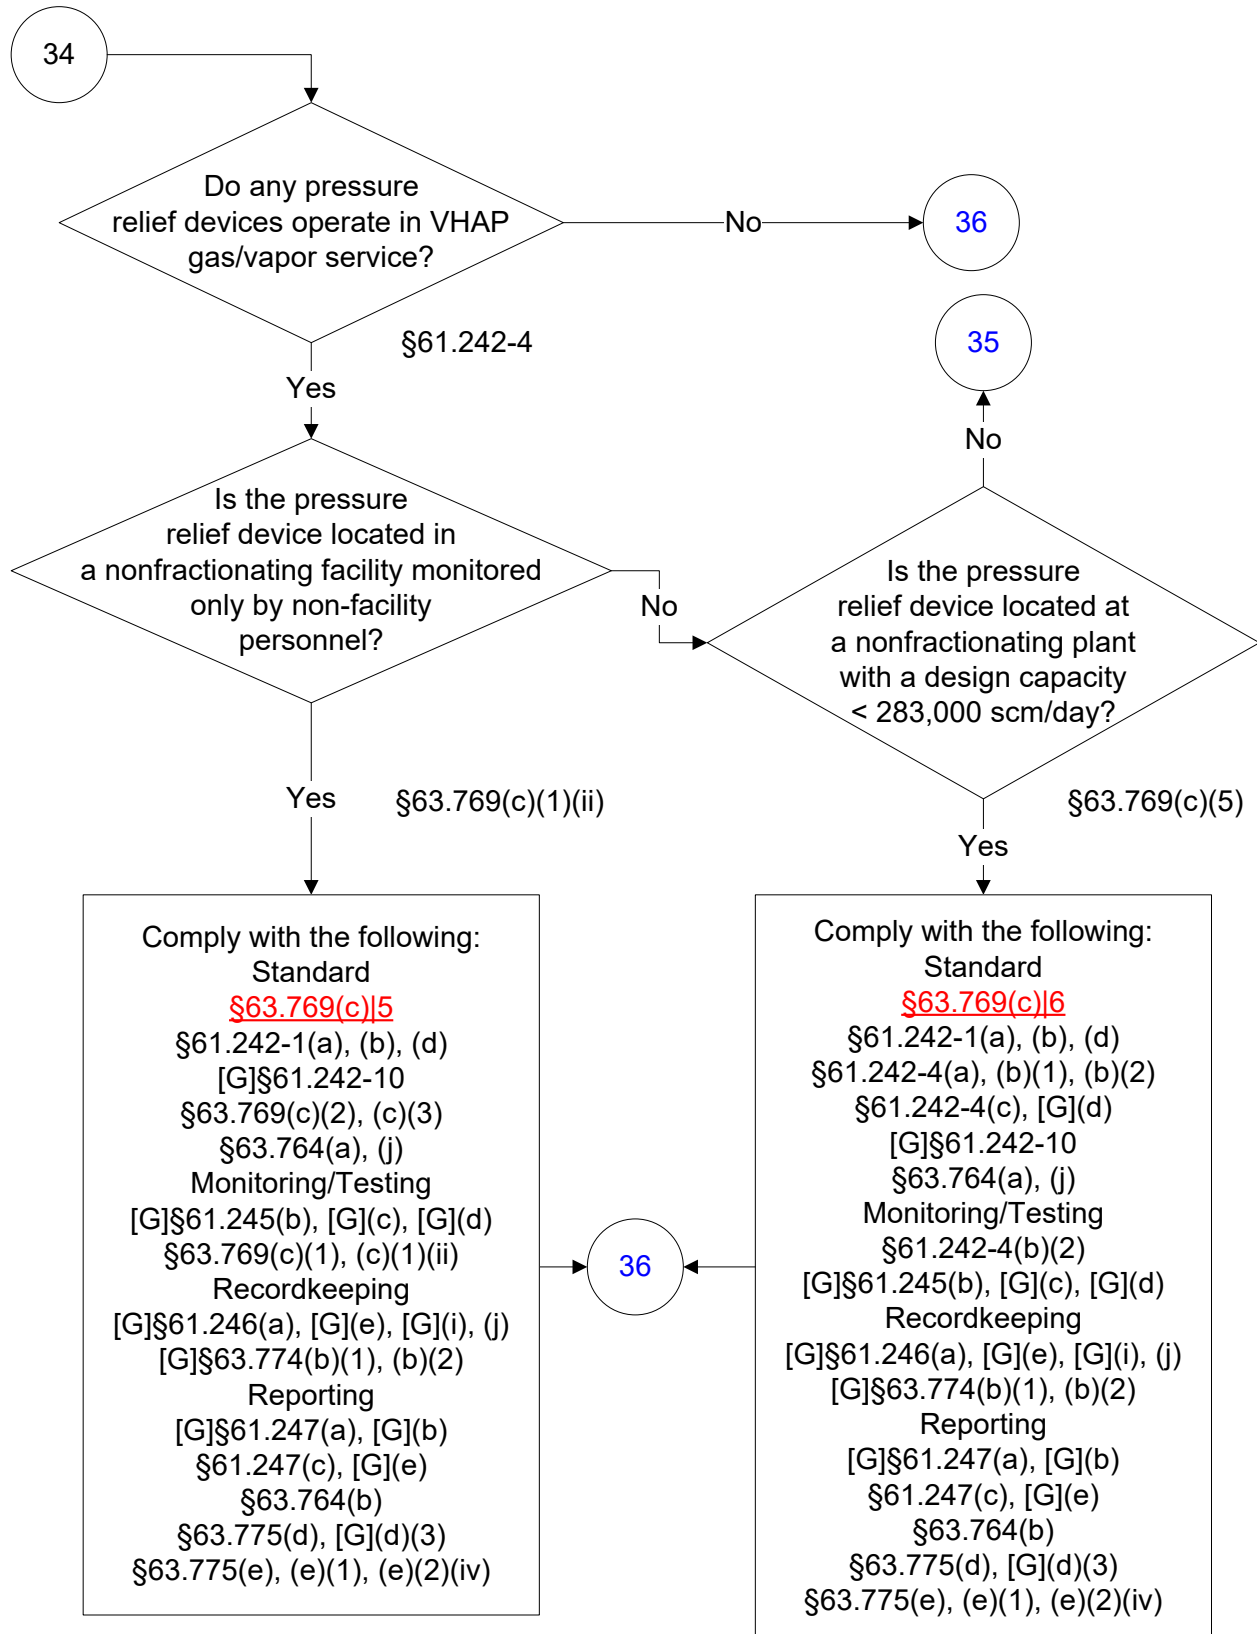 34
Do any pressure
relief devices operate in VHAP
gas/vapor service?
No
36
§61.242-4
35
Yes
No
Is the pressure
relief device located in
a nonfractionating facility monitored
only by non-facility
personnel?
No
Is the pressure
relief device located at
a nonfractionating plant
with a design capacity
< 283,000 scm/day?
Yes
§63.769(c)(1)(ii)
§63.769(c)(5)
Yes
Comply with the following:
Standard
§63.769(c)|5
§61.242-1(a), (b), (d)
[G]§61.242-10
§63.769(c)(2), (c)(3)
§63.764(a), (j)
Monitoring/Testing
[G]§61.245(b), [G](c), [G](d)
§63.769(c)(1), (c)(1)(ii)
Recordkeeping
[G]§61.246(a), [G](e), [G](i), (j)
[G]§63.774(b)(1), (b)(2)
Reporting
[G]§61.247(a), [G](b)
§61.247(c), [G](e)
§63.764(b)
§63.775(d), [G](d)(3)
§63.775(e), (e)(1), (e)(2)(iv)
36
Comply with the following:
Standard
§63.769(c)|6
§61.242-1(a), (b), (d)
§61.242-4(a), (b)(1), (b)(2)
§61.242-4(c), [G](d)
[G]§61.242-10
§63.764(a), (j)
Monitoring/Testing
§61.242-4(b)(2)
[G]§61.245(b), [G](c), [G](d)
Recordkeeping
[G]§61.246(a), [G](e), [G](i), (j)
[G]§63.774(b)(1), (b)(2)
Reporting
[G]§61.247(a), [G](b)
§61.247(c), [G](e)
§63.764(b)
§63.775(d), [G](d)(3)
§63.775(e), (e)(1), (e)(2)(iv)